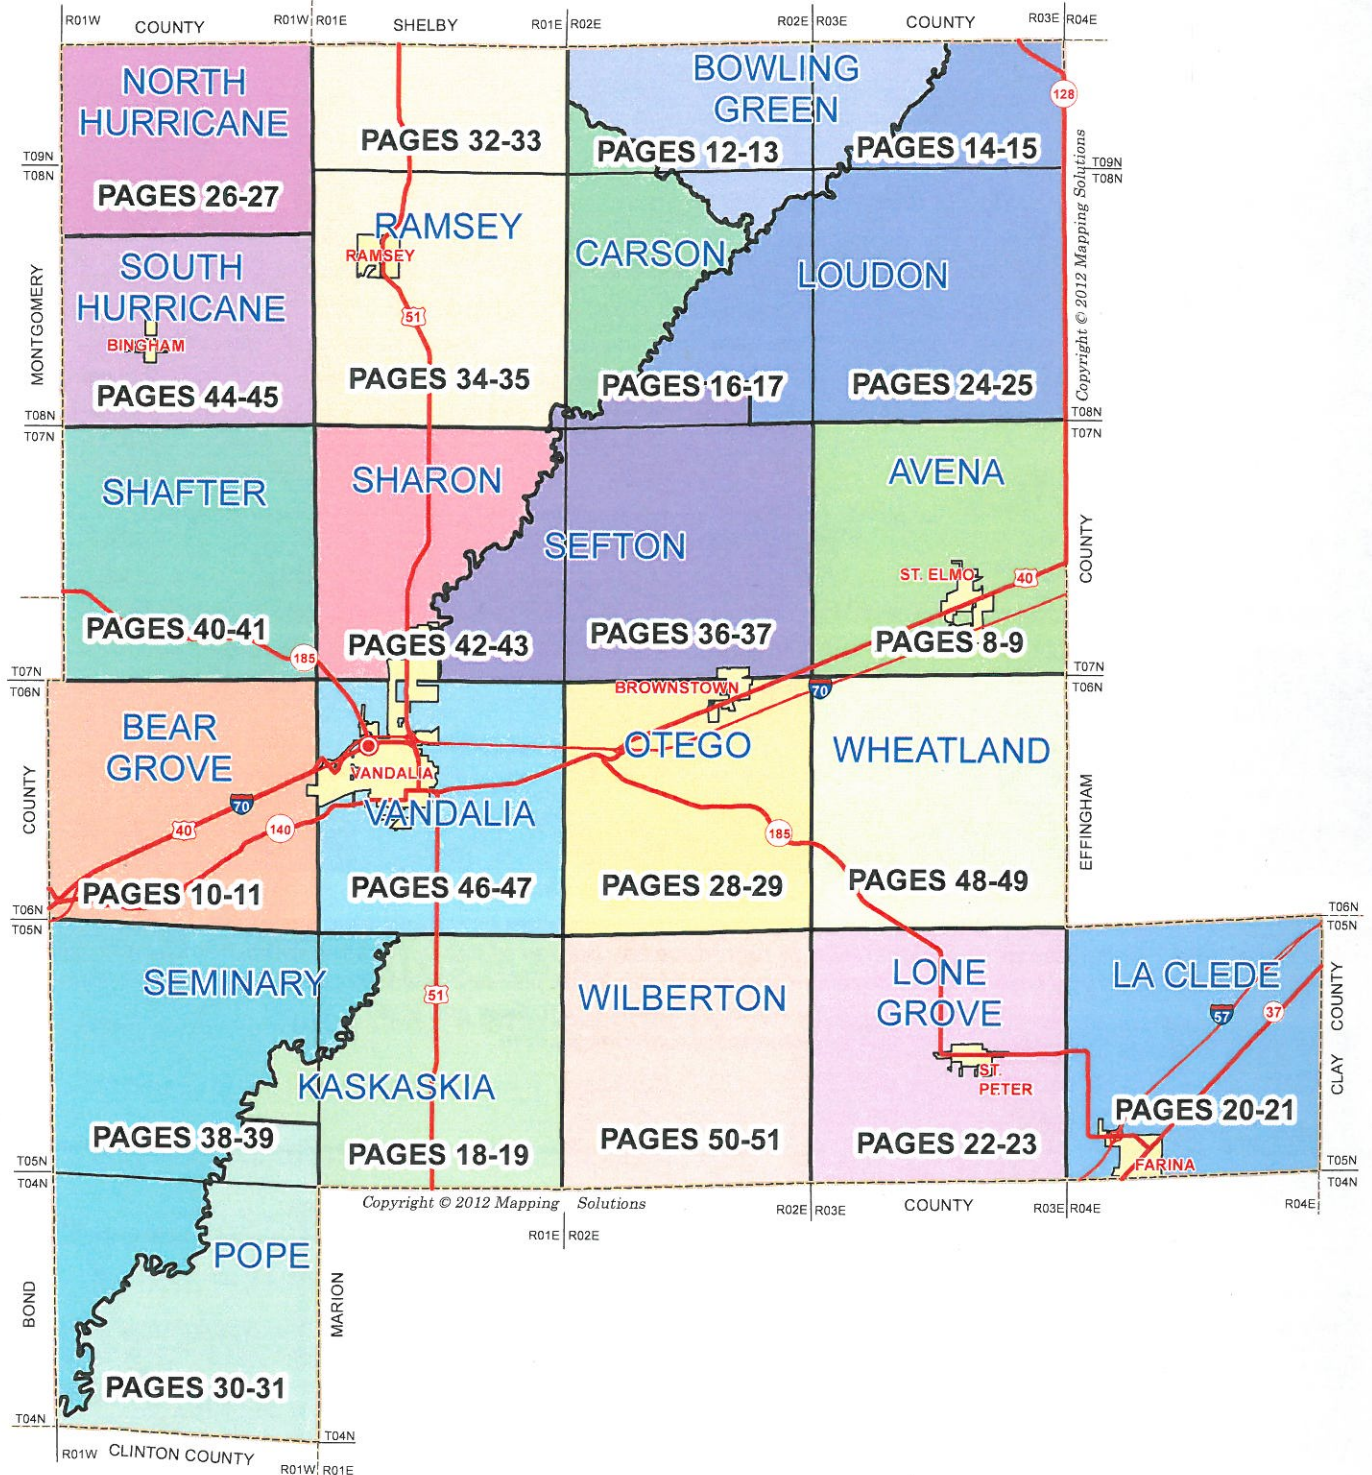 R01W
COUNTY
R01W R01E
SHELBY
R01E R02E
R02E R03E
COUNTY
R03E R04E
NORTH
HURRICANE
PAGES 26-27
PAGES 32-33
BOWLING
GREEN
PAGES 12-13
PAGES 14-15
128
T09N
T08N
T09N
T08N
Copyright © 2012 Mapping Solutions
MONTGOMERY
SOUTH
HURRICANE
BINGHAM
PAGES 44-45
RAMSEY
RAMSEY
51
PAGES 34-35
CARSON
LOUDON
PAGES 16-17
PAGES 24-25
T08N
T07N
T08N
T07N
SHAFTER
PAGES 40-41
185
SHARON
PAGES 42-43
SEFTON
PAGES 36-37
AVENA
ST. ELMO
40
PAGES 8-9
COUNTY
T07N
T06N
T07N
T06N
BROWNSTOWN
70
BEAR
GROVE
70
40
140
PAGES 10-11
COUNTY
VANDALIA
VANDALIA
PAGES 46-47
OTEGO
185
PAGES 28-29
WHEATLAND
PAGES 48-49
EFFINGHAM
T06N
T05N
T06N
T05N
SEMINARY
PAGES 38-39
51
KASKASKIA
PAGES 18-19
WILBERTON
PAGES 50-51
LONE
GROVE
ST.
PETER
PAGES 22-23
LA CLEDE
57
37
PAGES 20-21
FARINA
COUNTY
CLAY
T05N
T04N
T05N
T04N
Copyright © 2012 Mapping Solutions
R01E R02E
R02E R03E
COUNTY
R03E R04E
R04E
POPE
PAGES 30-31
BOND
MARION
T04N
T04N
R01W
CLINTON COUNTY
R01W R01E